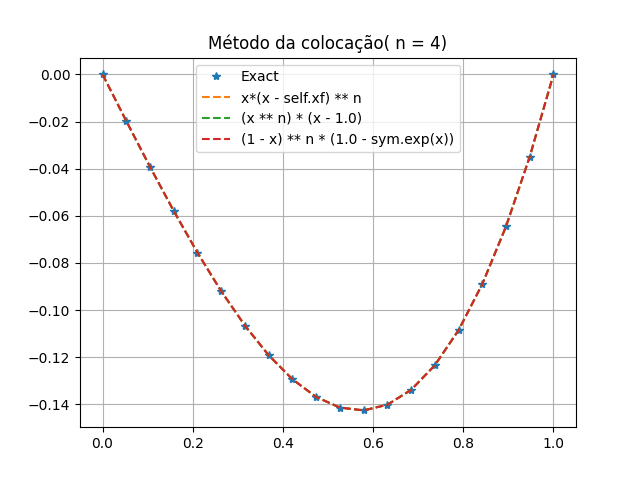 Método da colocação( n = 4)
Exact
x*(x - self.xf) ** n
(x ** n) * (x - 1.0)
(1 - x) ** n * (1.0 - sym.exp(x))
0.00
−0.02
−0.04
−0.06
−0.08
−0.10
−0.12
−0.14
0.0 0.2 0.4 0.6 0.8 1.0